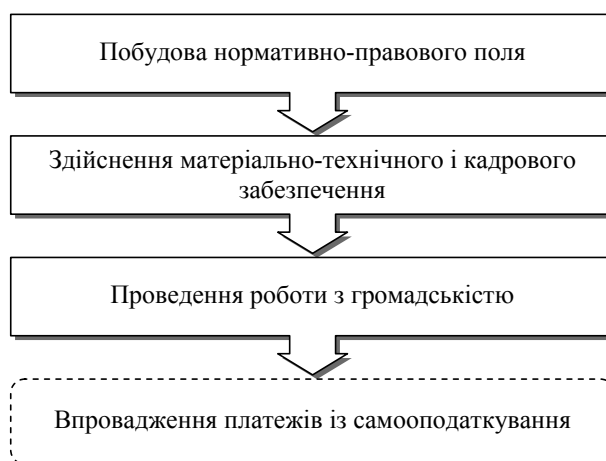 Побудова нормативно-правового поля
Здійснення матеріально-технічного і кадрового
забезпечення
Проведення роботи з громадськістю
Впровадження платежів із самооподаткування